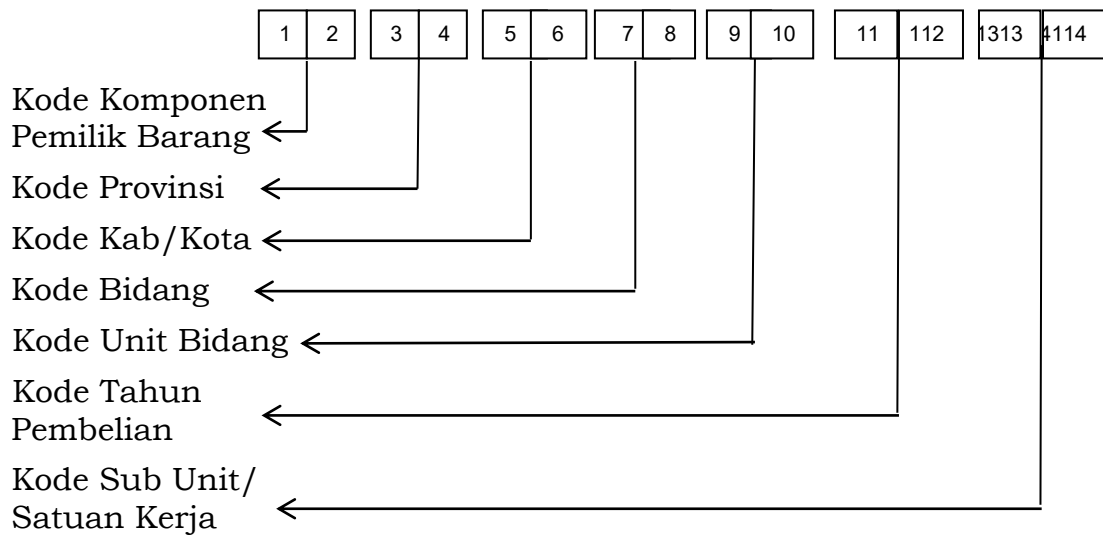 1 2 3 4 5 6 7 8 9 10 11 112 1313 4114
Kode Komponen
Pemilik Barang
Kode Provinsi
Kode Kab/Kota
Kode Bidang
Kode Unit Bidang
Kode Tahun
Pembelian
Kode Sub Unit/
Satuan Kerja